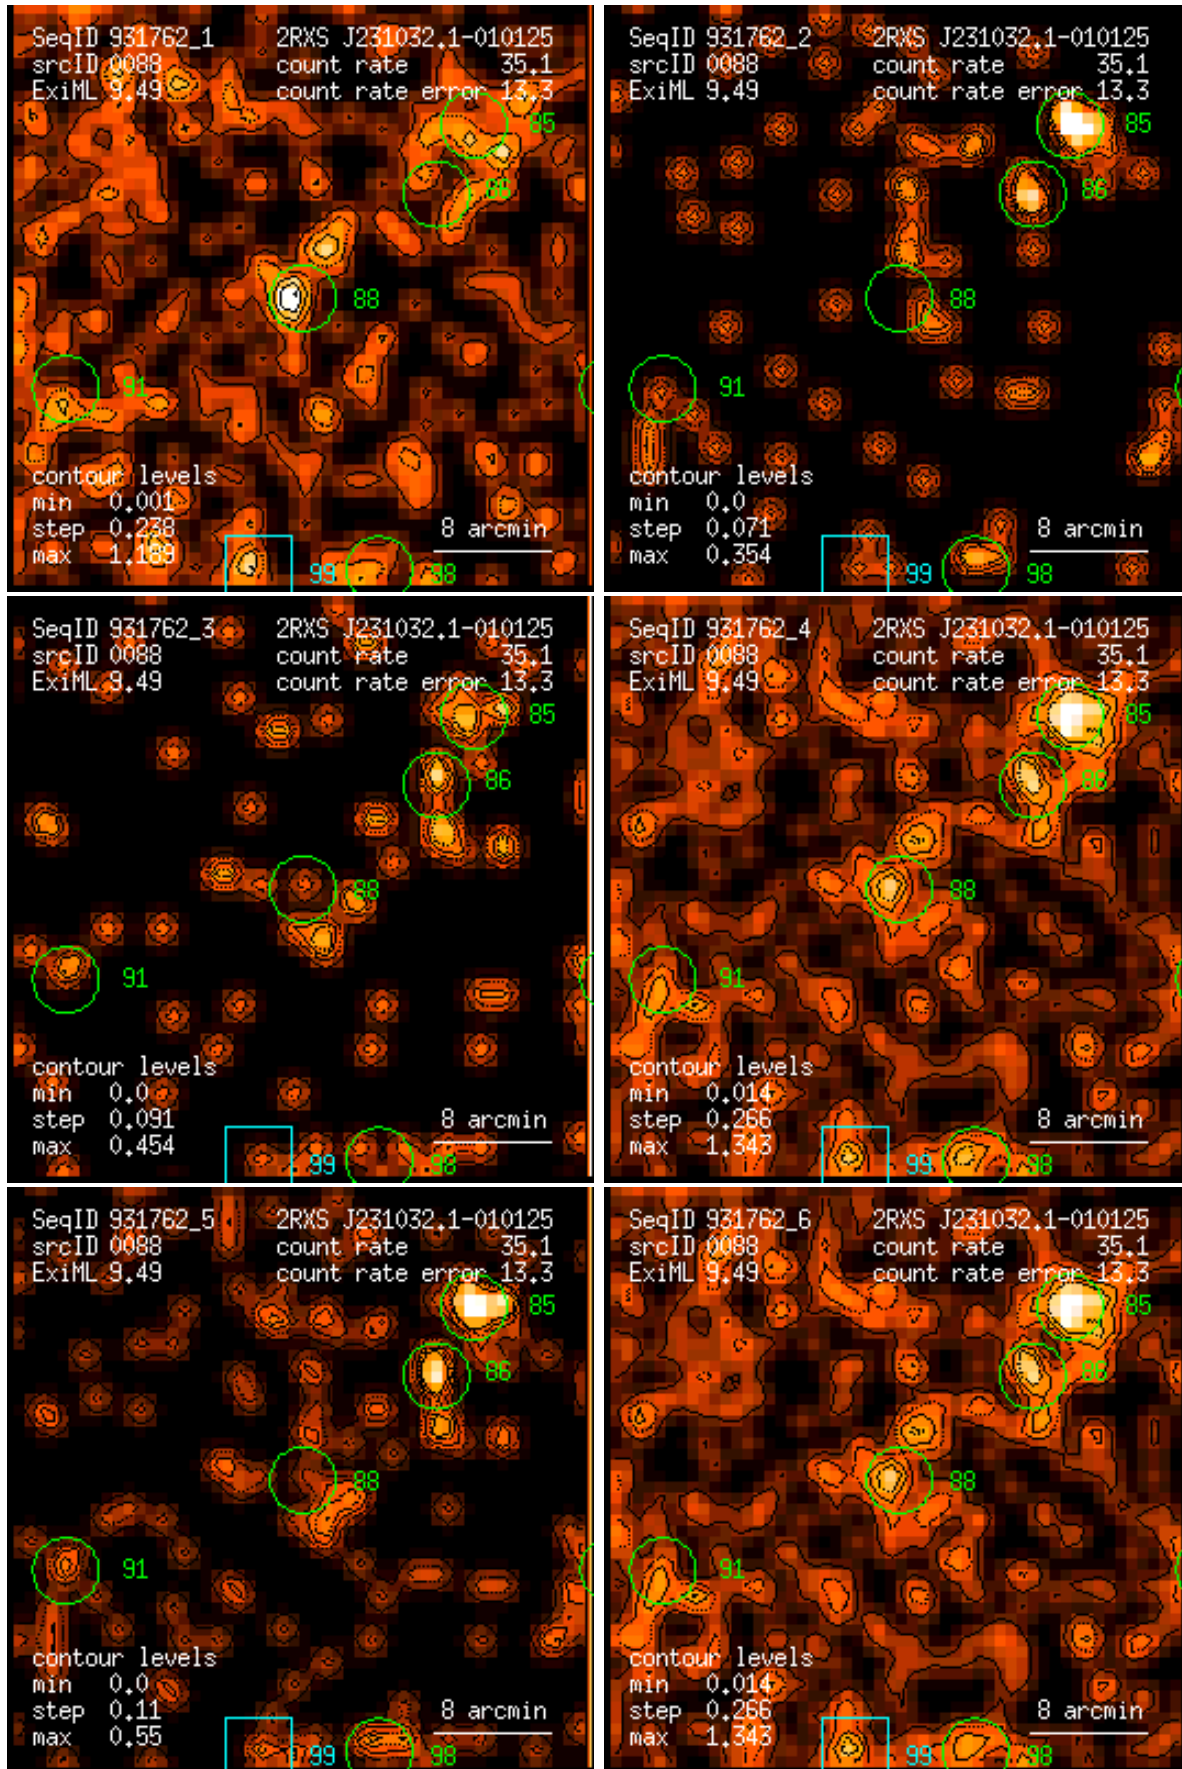 SeqID 931762_1 2RXS J231032.1-010125
srcID 0088 count rate 35.1
ExiML 9.49 count rate error 13.3
85
86
88
91
contour levels
min 0.001
step 0.238 8 arcmin
max 1.189
99 98
SeqID 931762_2 2RXS J231032.1-010125
srcID 0088 count rate 35.1
ExiML 9.49 count rate error 13.3
85
86
88
91
contour levels
min 0.0
step 0.071 8 arcmin
max 0.354
99 98
SeqID 931762_3 2RXS J231032.1-010125
srcID 0088 count rate 35.1
ExiML 9.49 count rate error 13.3
85
86
88
91
contour levels
min 0.0
step 0.091 8 arcmin
max 0.454
99 98
SeqID 931762_4 2RXS J231032.1-010125
srcID 0088 count rate 35.1
ExiML 9.49 count rate error 13.3
85
86
88
91
contour levels
min 0.014
step 0.266 8 arcmin
max 1.343
99 98
SeqID 931762_5 2RXS J231032.1-010125
srcID 0088 count rate 35.1
ExiML 9.49 count rate error 13.3
85
86
88
91
contour levels
min 0.0
step 0.11 8 arcmin
max 0.55
99 98
SeqID 931762_6 2RXS J231032.1-010125
srcID 0088 count rate 35.1
ExiML 9.49 count rate error 13.3
85
86
88
91
contour levels
min 0.014
step 0.266 8 arcmin
max 1.343
99 98